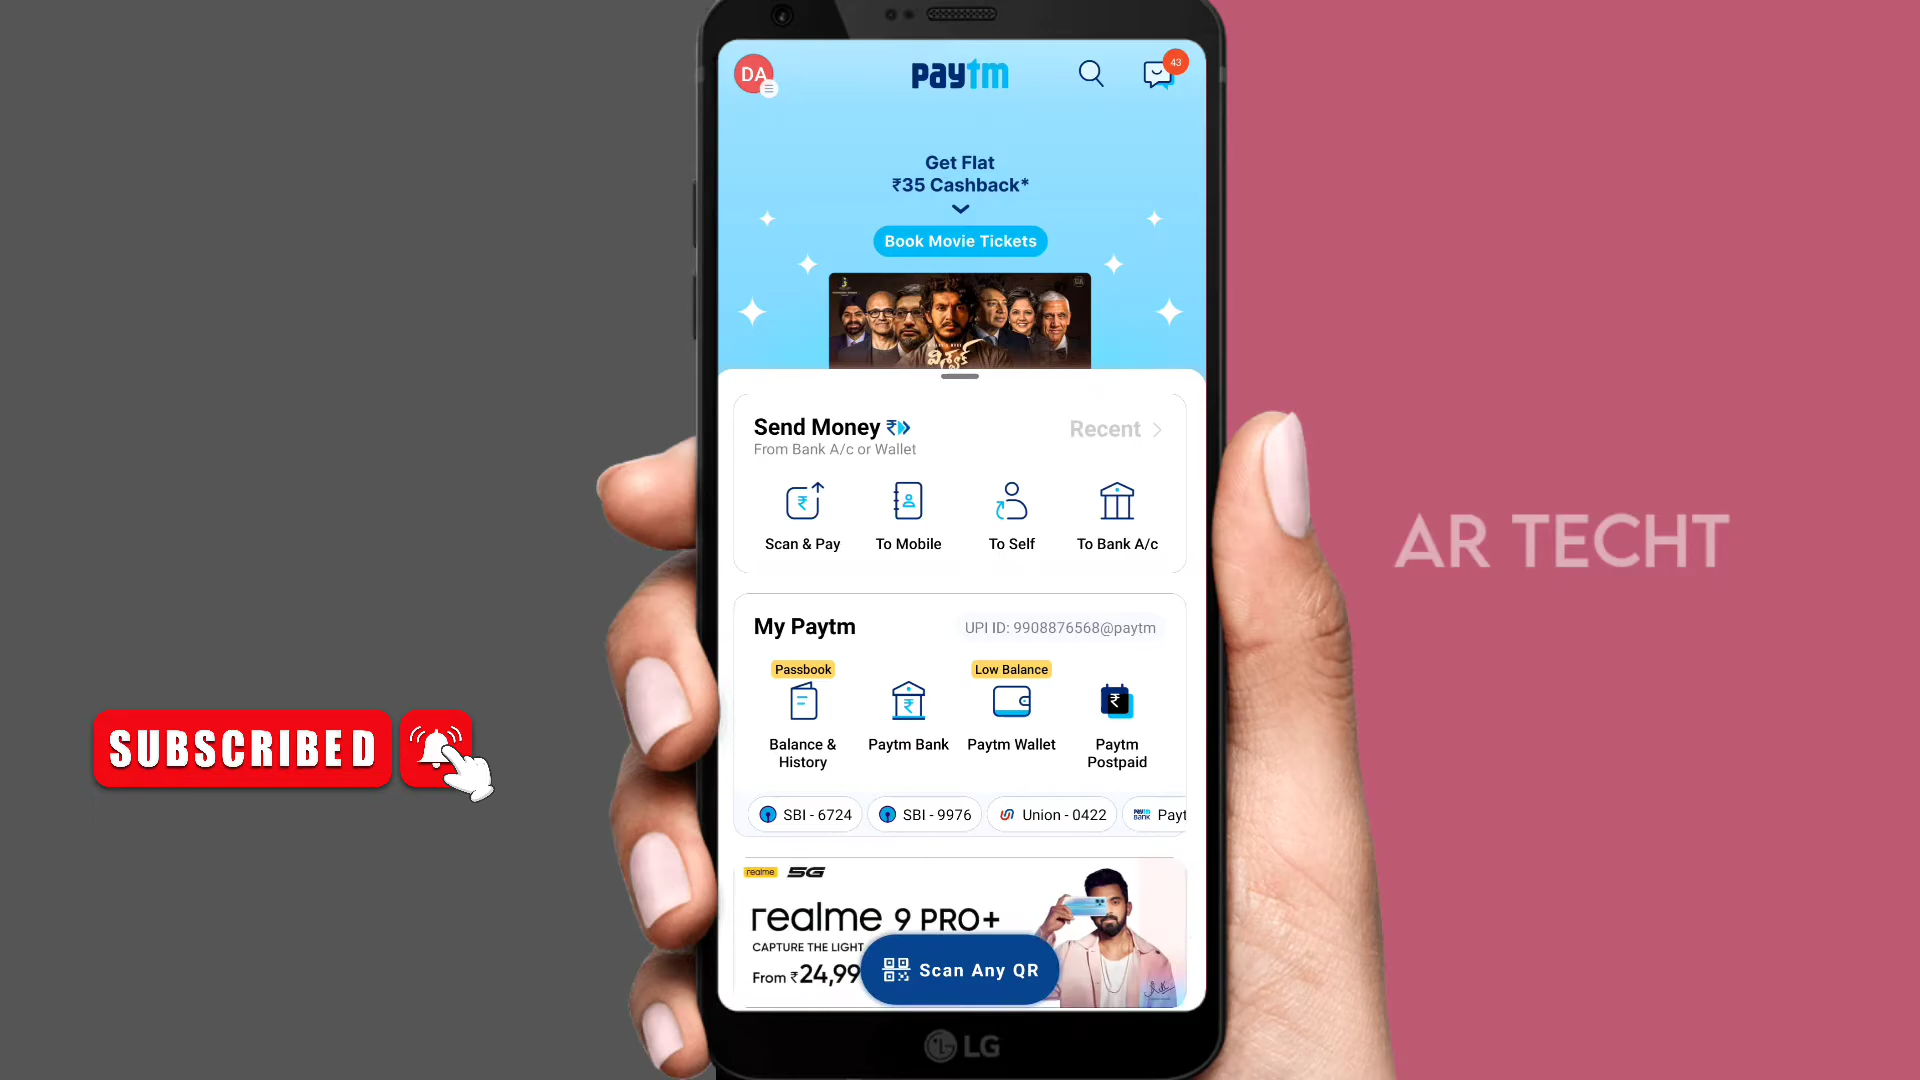 DA
paytm
43
Get Flat
₹35 Cashback*
Book Movie Tickets
విశ్వక్
Send Money ₹
Recent
From Bank A/c or Wallet
₹
Scan & Pay
To Mobile
To Self
To Bank A/c
My Paytm
UPI ID: 9908876568@paytm
Passbook
Low Balance
₹
₹
Balance &
History
Paytm Bank
Paytm Wallet
Paytm
Postpaid
SBI - 6724
SBI - 9976
Union - 0422
paytm
BANK
Payt
realme 5G
realme 9 PRO+
CAPTURE THE LIGHT
From ₹24,99
Scan Any QR
LG
SUBSCRIBED
AR TECHT